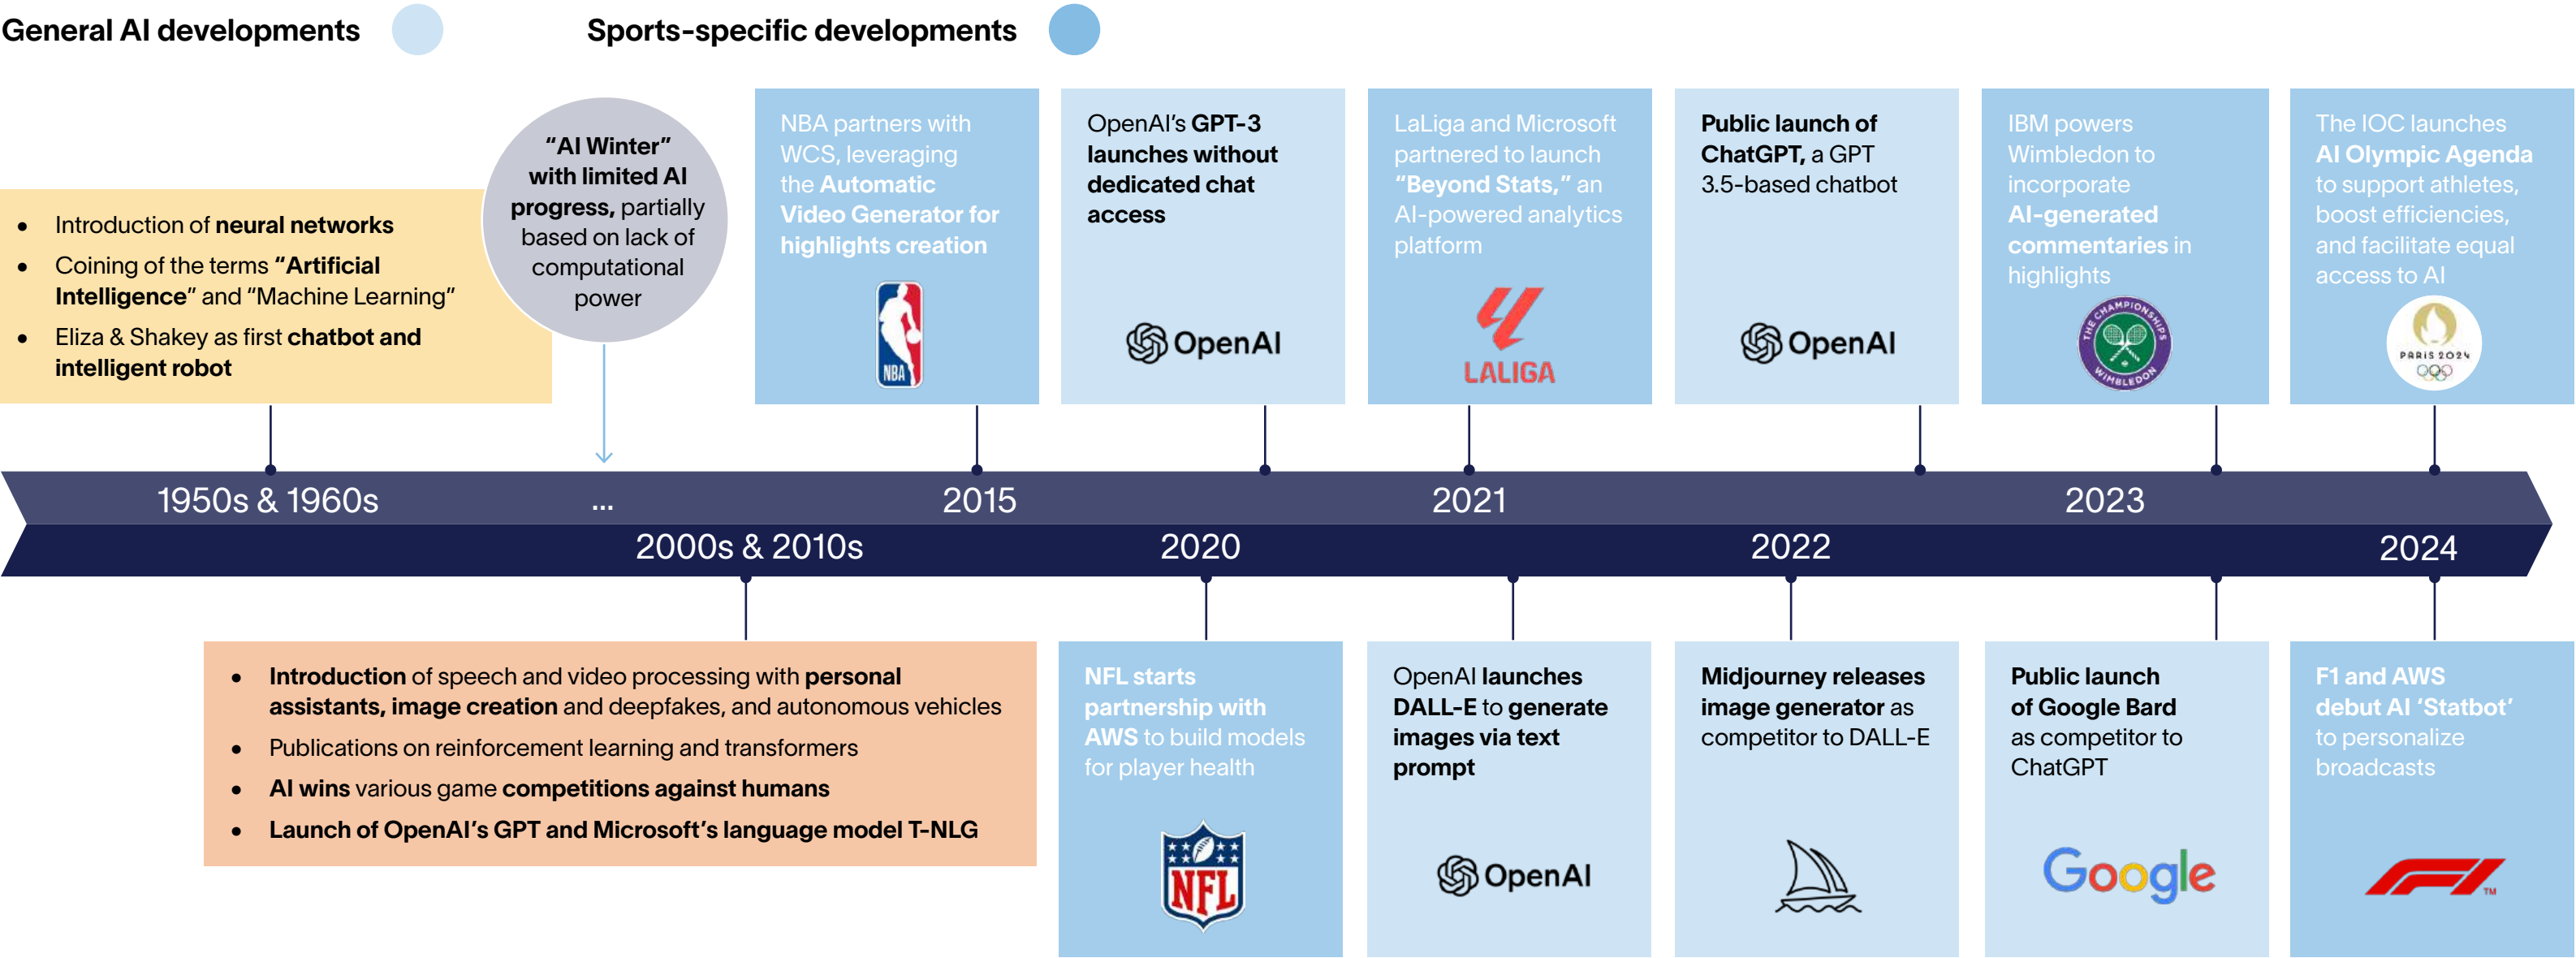 General AI developments
Sports-specific developments
• Introduction of neural networks
• Coining of the terms “Artificial
Intelligence” and “Machine Learning”
• Eliza & Shakey as first chatbot and
intelligent robot
“AI Winter”
with limited AI
progress, partially
based on lack of
computational
power
NBA partners with
WCS, leveraging
the Automatic
Video Generator for
highlights creation
NBA
OpenAI’s GPT-3
launches without
dedicated chat
access
OpenAI
LaLiga and Microsoft
partnered to launch
“Beyond Stats,” an
AI-powered analytics
platform
LALIGA
Public launch of
ChatGPT, a GPT
3.5-based chatbot
OpenAI
IBM powers
Wimbledon to
incorporate
AI-generated
commentaries in
highlights
THE CHAMPIONSHIPS
WIMBLEDON
The IOC launches
AI Olympic Agenda
to support athletes,
boost efficiencies,
and facilitate equal
access to AI
PARIS 2024
1950s & 1960s
...
2015
2021
2023
2000s & 2010s
2020
2022
2024
• Introduction of speech and video processing with personal
assistants, image creation and deepfakes, and autonomous vehicles
• Publications on reinforcement learning and transformers
• AI wins various game competitions against humans
• Launch of OpenAI’s GPT and Microsoft’s language model T-NLG
NFL starts
partnership with
AWS to build models
for player health
NFL
OpenAI launches
DALL-E to generate
images via text
prompt
OpenAI
Midjourney releases
image generator as
competitor to DALL-E
Public launch
of Google Bard
as competitor to
ChatGPT
Google
F1 and AWS
debut AI ‘Statbot’
to personalize
broadcasts
F1
TM